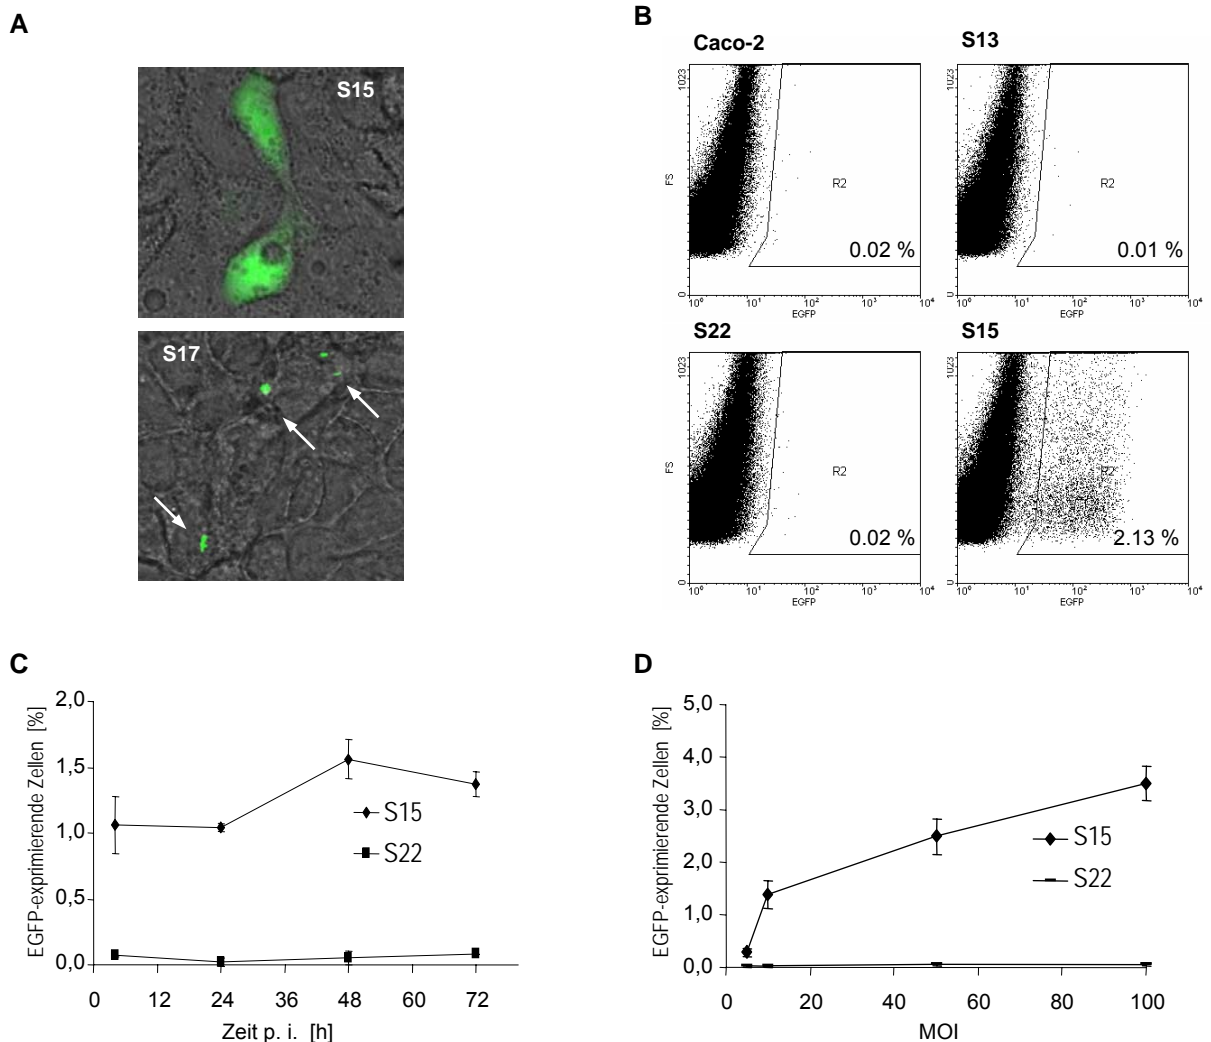 A
S15
S17
B
Caco-2
1023
FS
0
R2
0.02 %
10⁰ 10¹ 10² 10³ 10⁴
EGFP
S13
1023
0
R2
0.01 %
10⁰ 10¹ 10² 10³ 10⁴
EGFP
S22
1023
FS
0
R2
0.02 %
10⁰ 10¹ 10² 10³ 10⁴
EGFP
S15
1023
0
R2
2.13 %
10⁰ 10¹ 10² 10³ 10⁴
EGFP
C
EGFP-exprimierende Zellen [%]
2,0
1,5
1,0
0,5
0,0
S15
S22
0 12 24 36 48 60 72
Zeit p. i. [h]
D
EGFP-exprimierende Zellen [%]
5,0
4,0
3,0
2,0
1,0
0,0
S15
S22
0 20 40 60 80 100
MOI